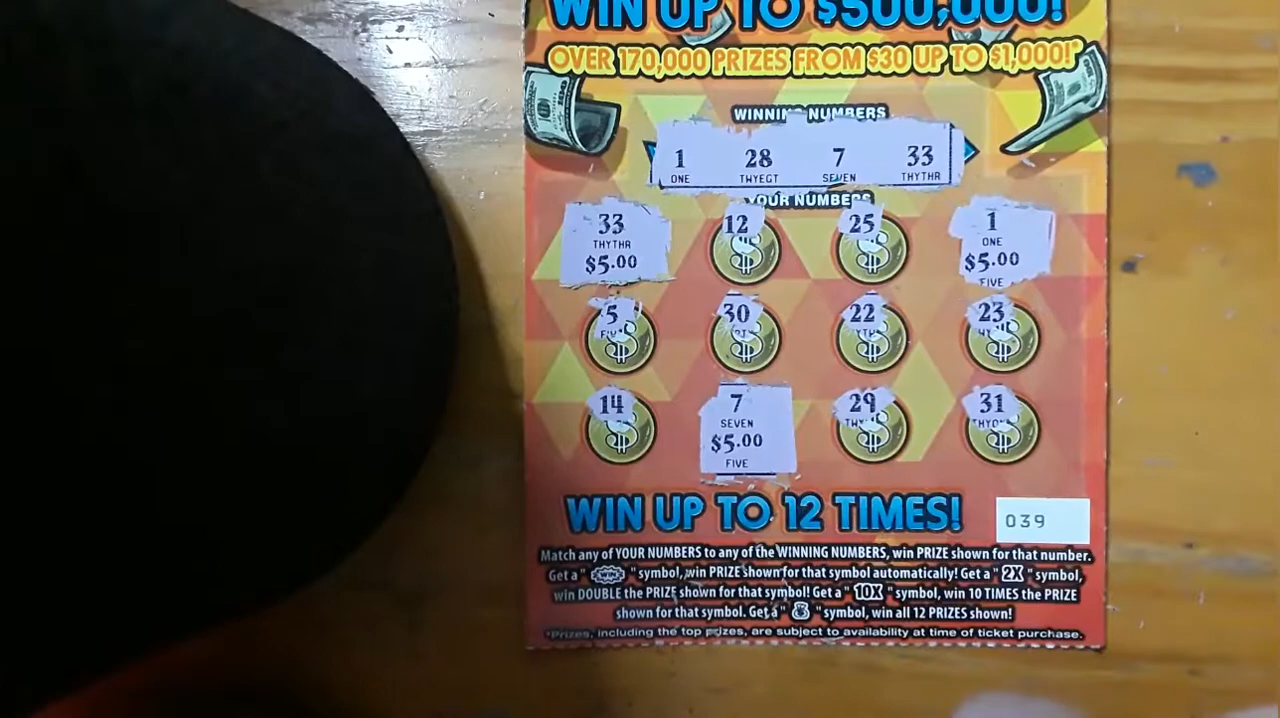 WIN UP TO $500,000!
OVER 170,000 PRIZES FROM $30 UP TO $1,000!*
WINNING NUMBERS
1 28 7 33
ONE TWYEGT SEVEN THYTHR
YOUR NUMBERS
33 12 25 1
THYTHR ONE
$5.00 $5.00
FIVE
5 30 22 23
14 7 29 31
SEVEN
$5.00
FIVE
WIN UP TO 12 TIMES!
039
Match any of YOUR NUMBERS to any of the WINNING NUMBERS, win PRIZE shown for that number.
Get a " WIN " symbol, win PRIZE shown for that symbol automatically! Get a " 2X " symbol,
win DOUBLE the PRIZE shown for that symbol! Get a " 10X " symbol, win 10 TIMES the PRIZE
shown for that symbol. Get a " " symbol, win all 12 PRIZES shown!
*Prizes, including the top prizes, are subject to availability at time of ticket purchase.